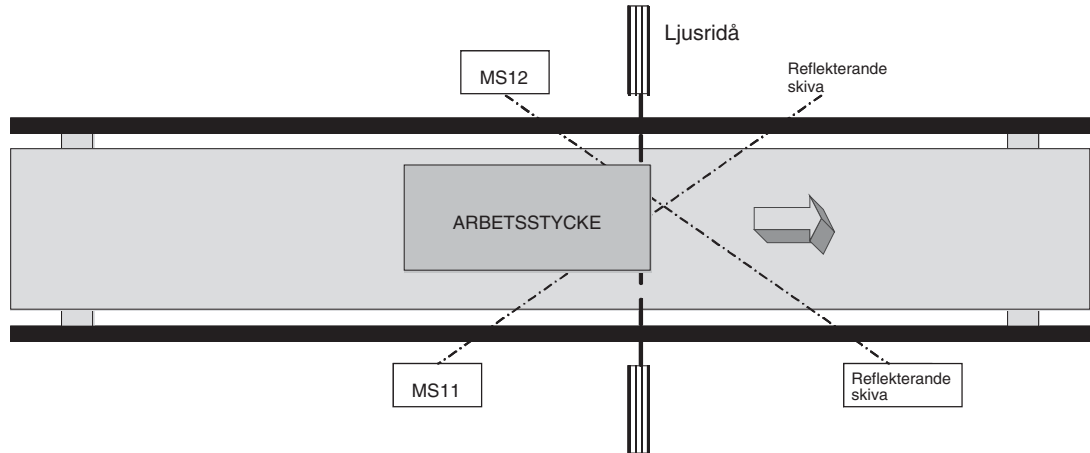 Ljusridå
MS12
Reflekterande
skiva
ARBETSSTYCKE
MS11
Reflekterande
skiva